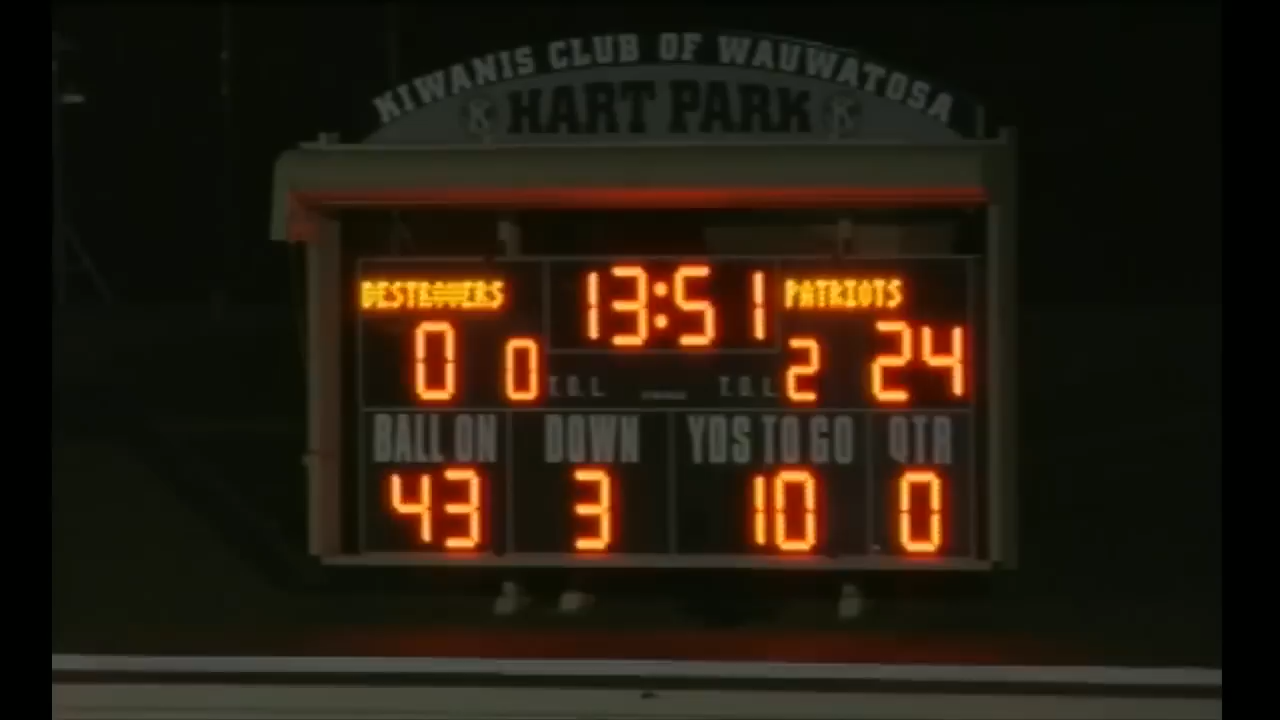 KIWANIS CLUB OF WAUWATOSA
K HART PARK K
DESTROYERS 13:51 PATRIOTS
0 0 T.O.L. T.O.L. 2 24
BALL ON DOWN YDS TO GO QTR
43 3 10 0